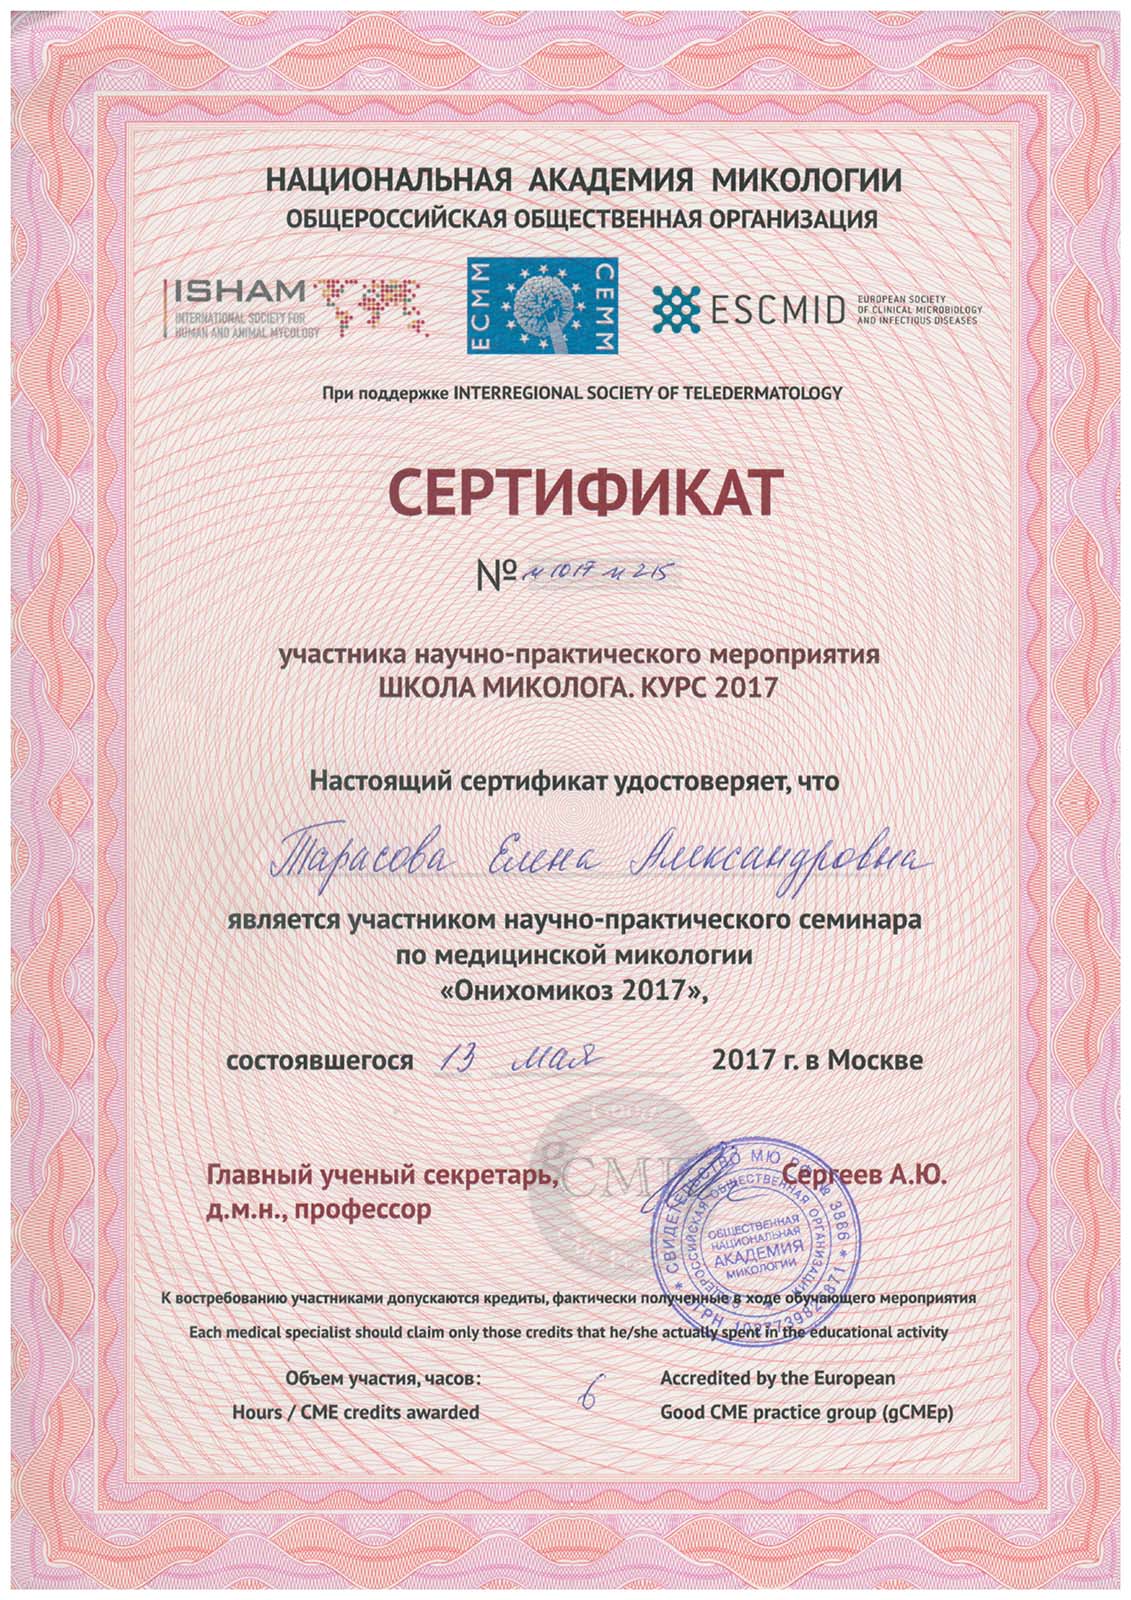 НАЦИОНАЛЬНАЯ АКАДЕМИЯ МИКОЛОГИИ
ОБЩЕРОССИЙСКАЯ ОБЩЕСТВЕННАЯ ОРГАНИЗАЦИЯ
ISHAM
INTERNATIONAL SOCIETY FOR
HUMAN AND ANIMAL MYCOLOGY
ECMM
CEMM
ESCMID
EUROPEAN SOCIETY
OF CLINICAL MICROBIOLOGY
AND INFECTIOUS DISEASES
При поддержке INTERREGIONAL SOCIETY OF TELEDERMATOLOGY
СЕРТИФИКАТ
№ м1017 м 215
участника научно-практического мероприятия
ШКОЛА МИКОЛОГА. КУРС 2017
Настоящий сертификат удостоверяет, что
Тарасова Елена Александровна
является участником научно-практического семинара
по медицинской микологии
«Онихомикоз 2017»,
состоявшегося 13 мая 2017 г. в Москве
Главный ученый секретарь, Сергеев А.Ю.
д.м.н., профессор
CME
СВИДЕТЕЛЬСТВО МЮ РФ № 3886
ОБЩЕРОССИЙСКАЯ ОБЩЕСТВЕННАЯ ОРГАНИЗАЦИЯ
ОБЩЕСТВЕННАЯ
НАЦИОНАЛЬНАЯ
АКАДЕМИЯ
МИКОЛОГИИ
К востребованию участниками допускаются кредиты, фактически полученные в ходе обучающего мероприятия
Each medical specialist should claim only those credits that he/she actually spent in the educational activity
Объем участия, часов: 6 Accredited by the European
Hours / CME credits awarded Good CME practice group (gCMEp)